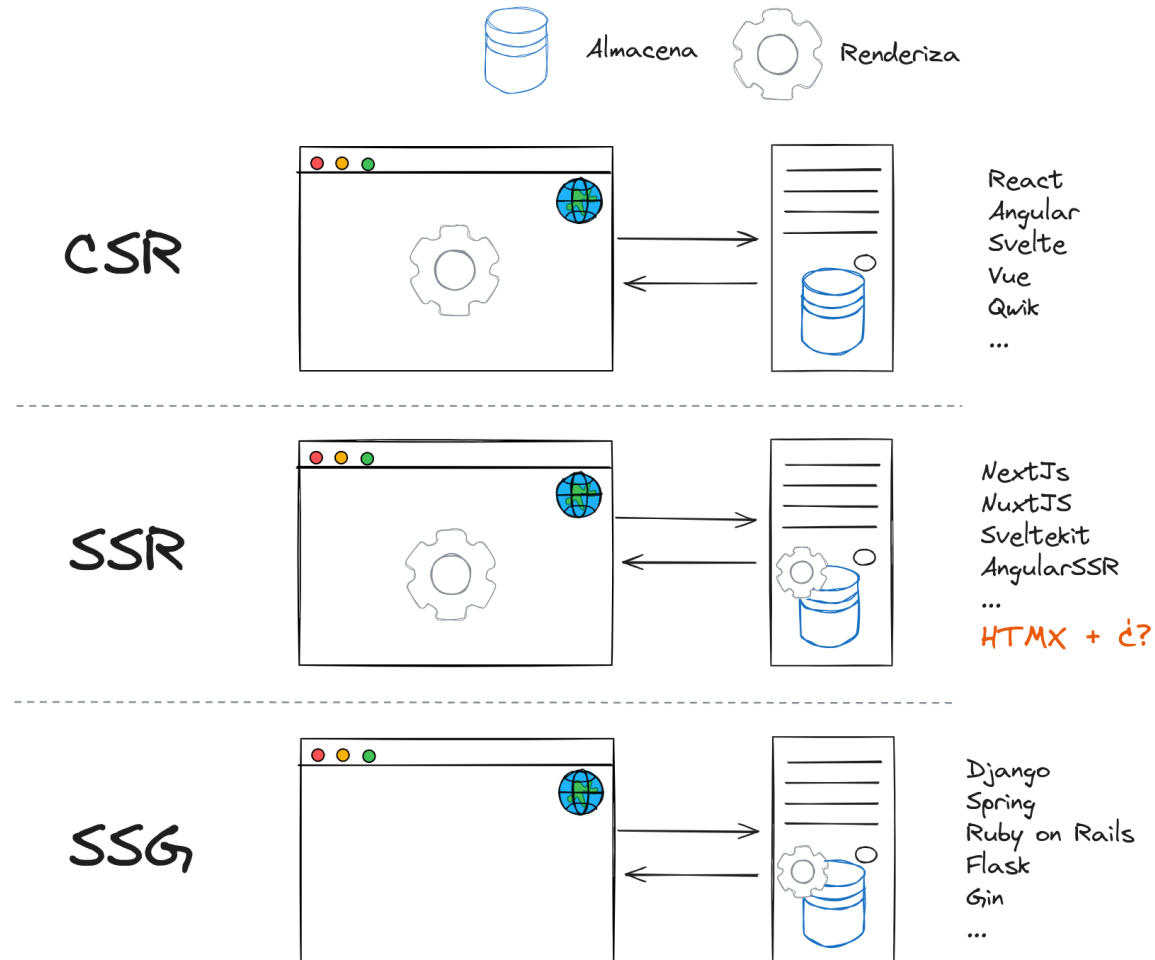 Almacena
Renderiza
CSR
React
Angular
Svelte
Vue
Qwik
...
SSR
NextJs
NuxtJS
Sveltekit
AngularSSR
...
HTMX + ¿?
SSG
Django
Spring
Ruby on Rails
Flask
Gin
...